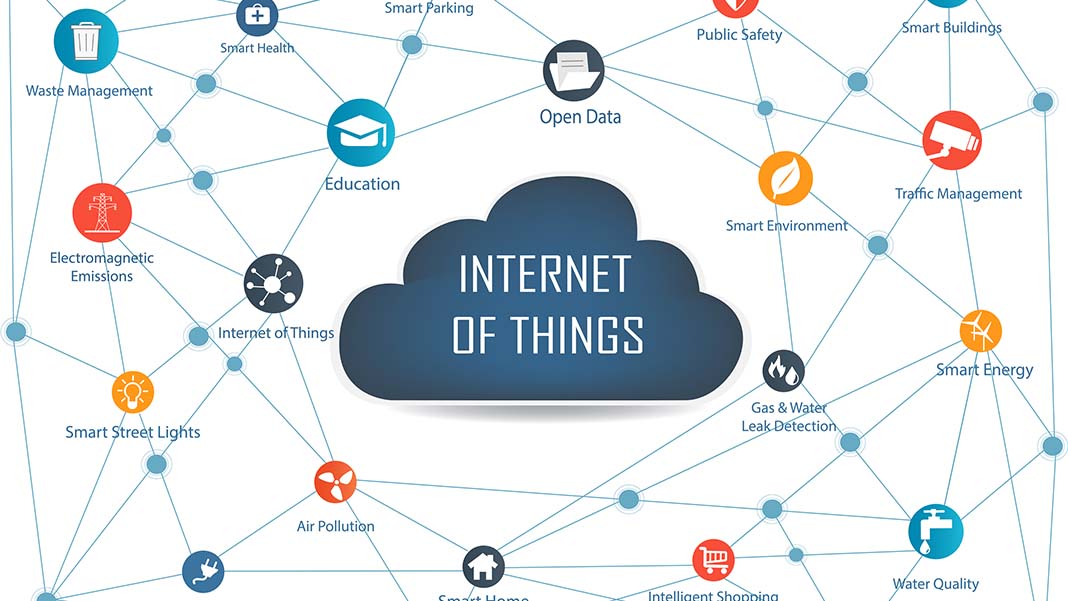 Smart Parking
Smart Health
Public Safety
Smart Buildings
Waste Management
Open Data
Education
Traffic Management
Smart Environment
Electromagnetic
Emissions
INTERNET
OF THINGS
Internet of Things
Smart Energy
Gas & Water
Leak Detection
Smart Street Lights
Air Pollution
Water Quality
Smart Home
Intelligent Shopping